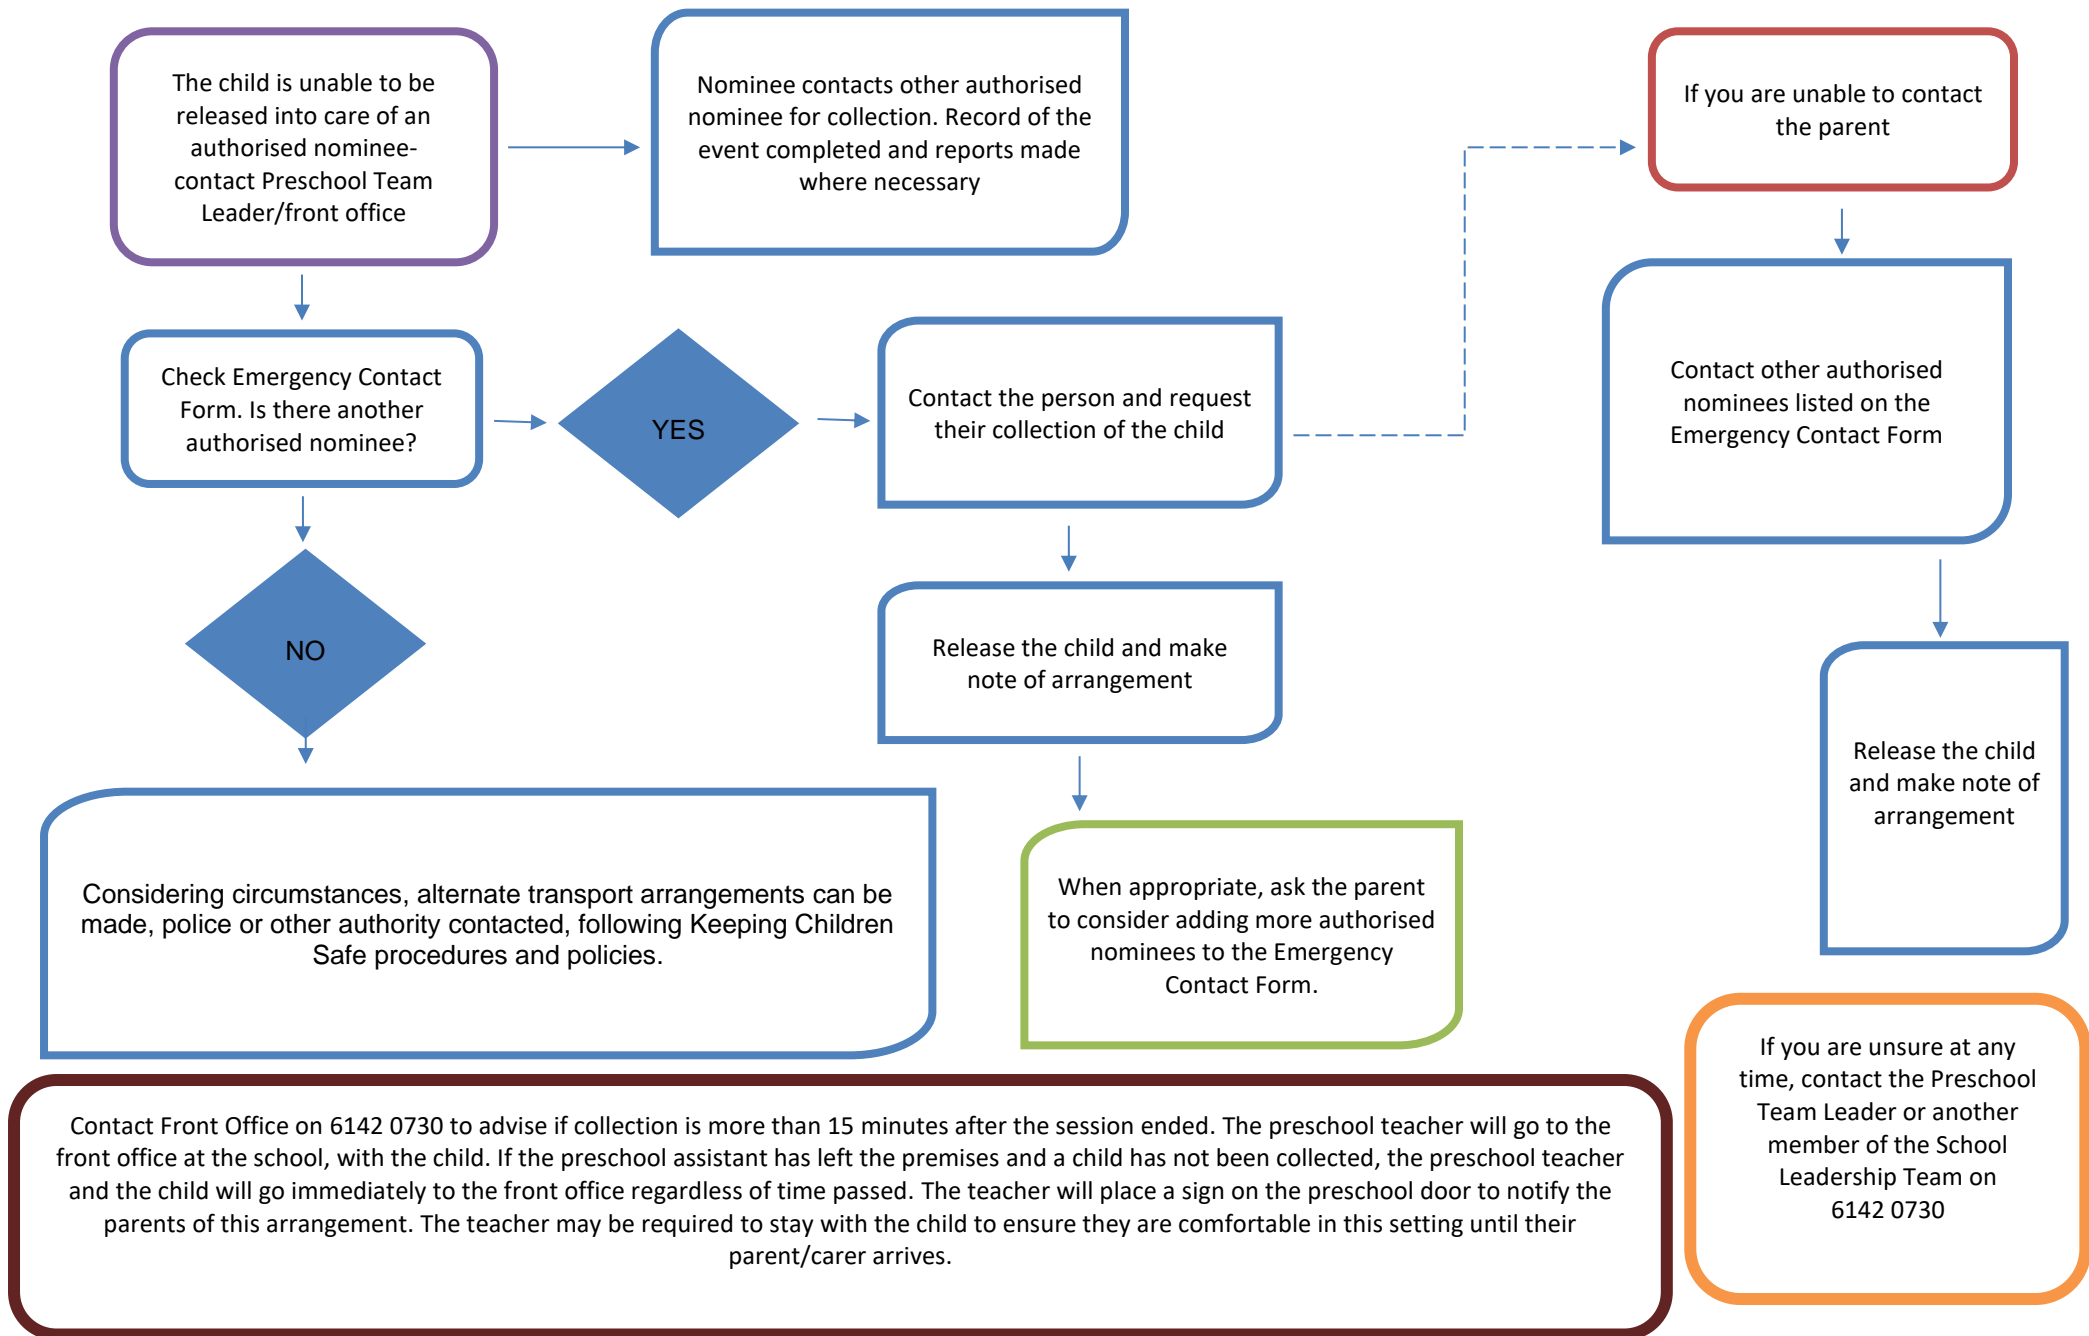 The child is unable to be
released into care of an
authorised nominee-
contact Preschool Team
Leader/front office
Nominee contacts other authorised
nominee for collection. Record of the
event completed and reports made
where necessary
If you are unable to contact
the parent
Check Emergency Contact
Form. Is there another
authorised nominee?
YES
Contact the person and request
their collection of the child
Contact other authorised
nominees listed on the
Emergency Contact Form
NO
Release the child and make
note of arrangement
Release the child
and make note of
arrangement
Considering circumstances, alternate transport arrangements can be
made, police or other authority contacted, following Keeping Children
Safe procedures and policies.
When appropriate, ask the parent
to consider adding more authorised
nominees to the Emergency
Contact Form.
If you are unsure at any
time, contact the Preschool
Team Leader or another
member of the School
Leadership Team on
6142 0730
Contact Front Office on 6142 0730 to advise if collection is more than 15 minutes after the session ended. The preschool teacher will go to the
front office at the school, with the child. If the preschool assistant has left the premises and a child has not been collected, the preschool teacher
and the child will go immediately to the front office regardless of time passed. The teacher will place a sign on the preschool door to notify the
parents of this arrangement. The teacher may be required to stay with the child to ensure they are comfortable in this setting until their
parent/carer arrives.